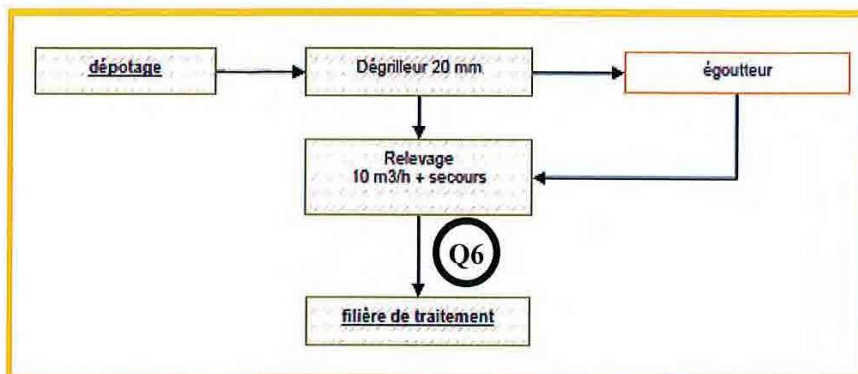 dépotage
Dégrilleur 20 mm
égoutteur
Relevage
10 m3/h + secours
Q6
filière de traitement